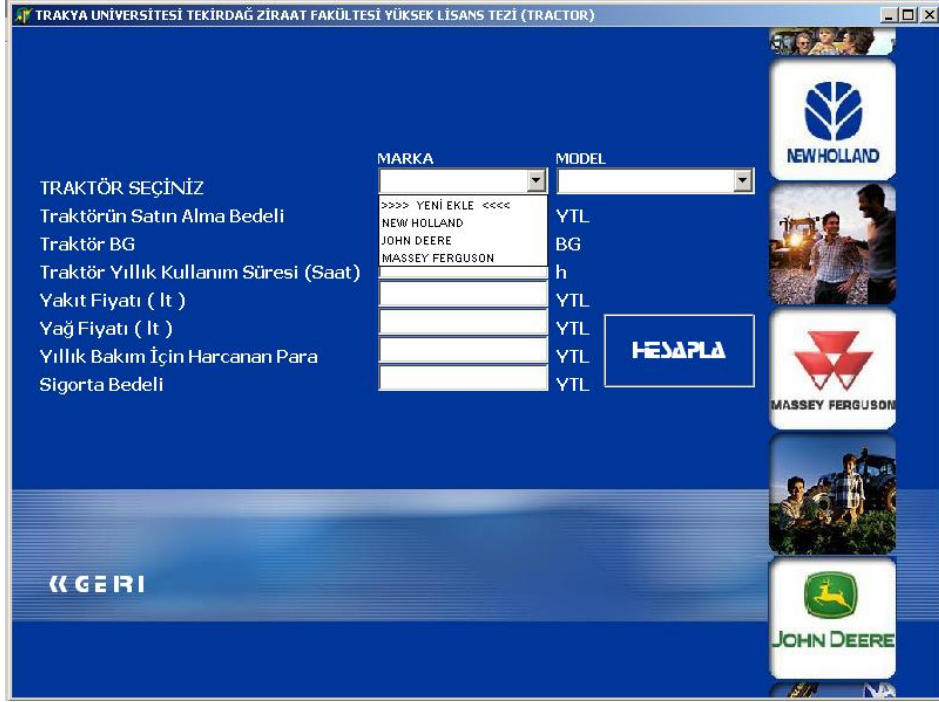 TRAKYA UNİVERSİTESİ TEKİRDAĞ ZİRAAT FAKÜLTESİ YÜKSEK LİSANS TEZİ (TRACTOR)
MARKA MODEL
TRAKTÖR SEÇİNİZ
>>>> YENİ EKLE <<<<
NEW HOLLAND
JOHN DEERE
MASSEY FERGUSON
Traktörün Satın Alma Bedeli YTL
Traktör BG BG
Traktör Yıllık Kullanım Süresi (Saat) h
Yakıt Fiyatı ( lt ) YTL
Yağ Fiyatı ( lt ) YTL
Yıllık Bakım İçin Harcanan Para YTL
Sigorta Bedeli YTL
HESAPLA
«GERI
NEW HOLLAND
MASSEY FERGUSON
JOHN DEERE